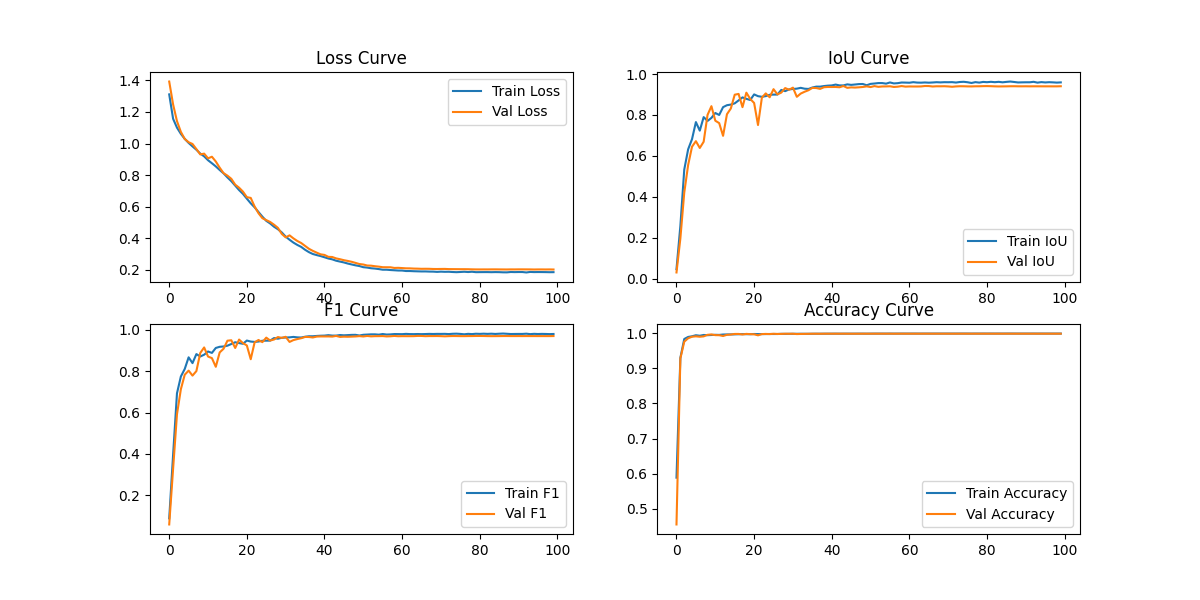 Loss Curve
1.4
1.2
1.0
0.8
0.6
0.4
0.2
0 20 40 60 80 100
Train Loss
Val Loss
IoU Curve
1.0
0.8
0.6
0.4
0.2
0.0
0 20 40 60 80 100
Train IoU
Val IoU
F1 Curve
1.0
0.8
0.6
0.4
0.2
0 20 40 60 80 100
Train F1
Val F1
Accuracy Curve
1.0
0.9
0.8
0.7
0.6
0.5
0 20 40 60 80 100
Train Accuracy
Val Accuracy